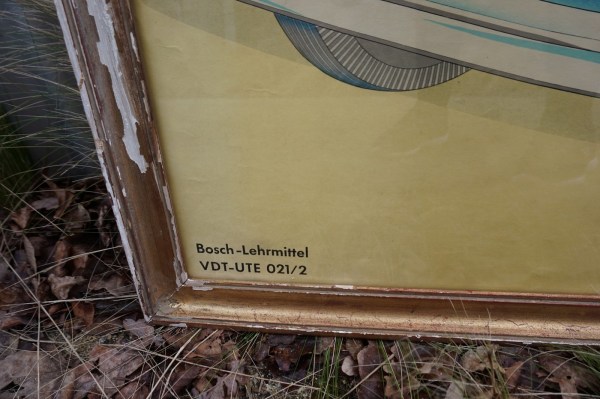 Bosch-Lehrmittel
VDT-UTE 021/2